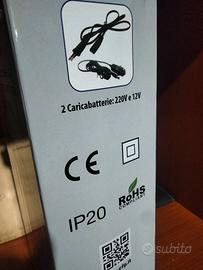 2 Caricabatterie: 220V e 12V
CE
RoHS
COMPLIANT
IP20
subito